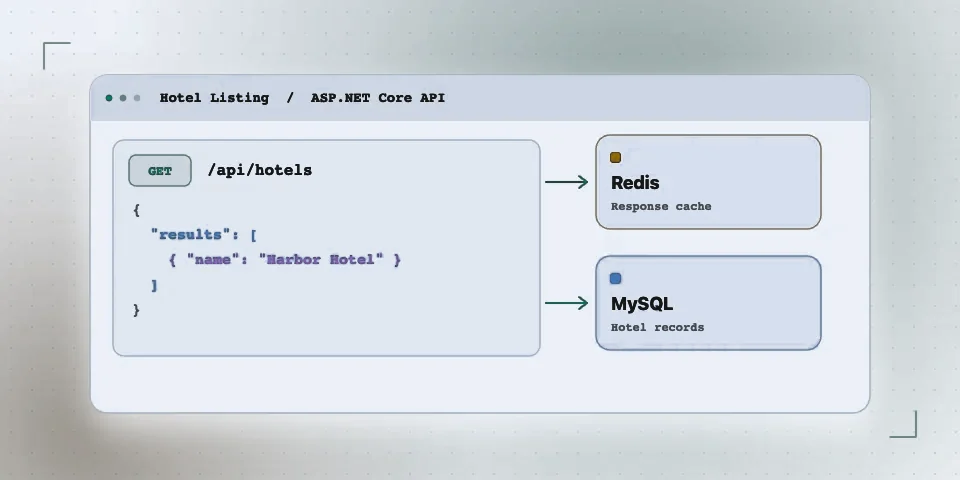 Hotel Listing / ASP.NET Core API
GET /api/hotels
{
"results": [
{ "name": "Harbor Hotel" }
]
}
Redis
Response cache
MySQL
Hotel records